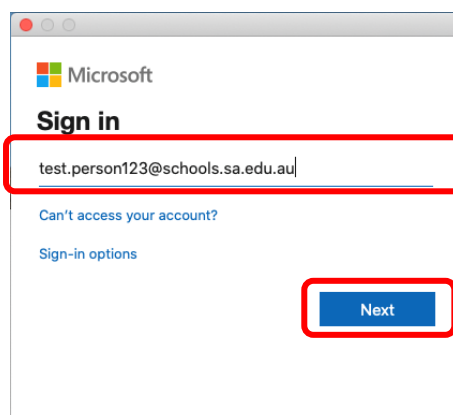 Microsoft
Sign in
test.person123@schools.sa.edu.au
Can't access your account?
Sign-in options
Next